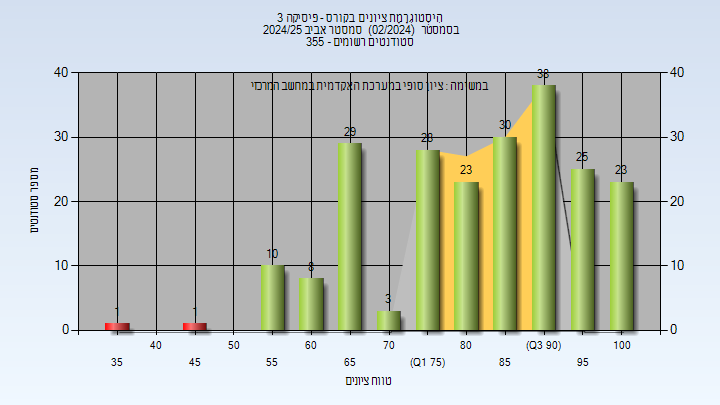 היסטוגרמת ציונים בקורס - פיסיקה 3
בסמסטר (02/2024) סמסטר אביב 2024/25
סטודנטים רשומים - 355
במשימה : ציון סופי במערכת האקדמית במחשב המרכזי
מספר סטודנטים
40 40
30 30
20 20
10 10
0 0
1 1 10 8 29 3 28 23 30 38 25 23
40 50 60 70 80 (Q3 90) 100
35 45 55 65 (Q1 75) 85 95
טווח ציונים